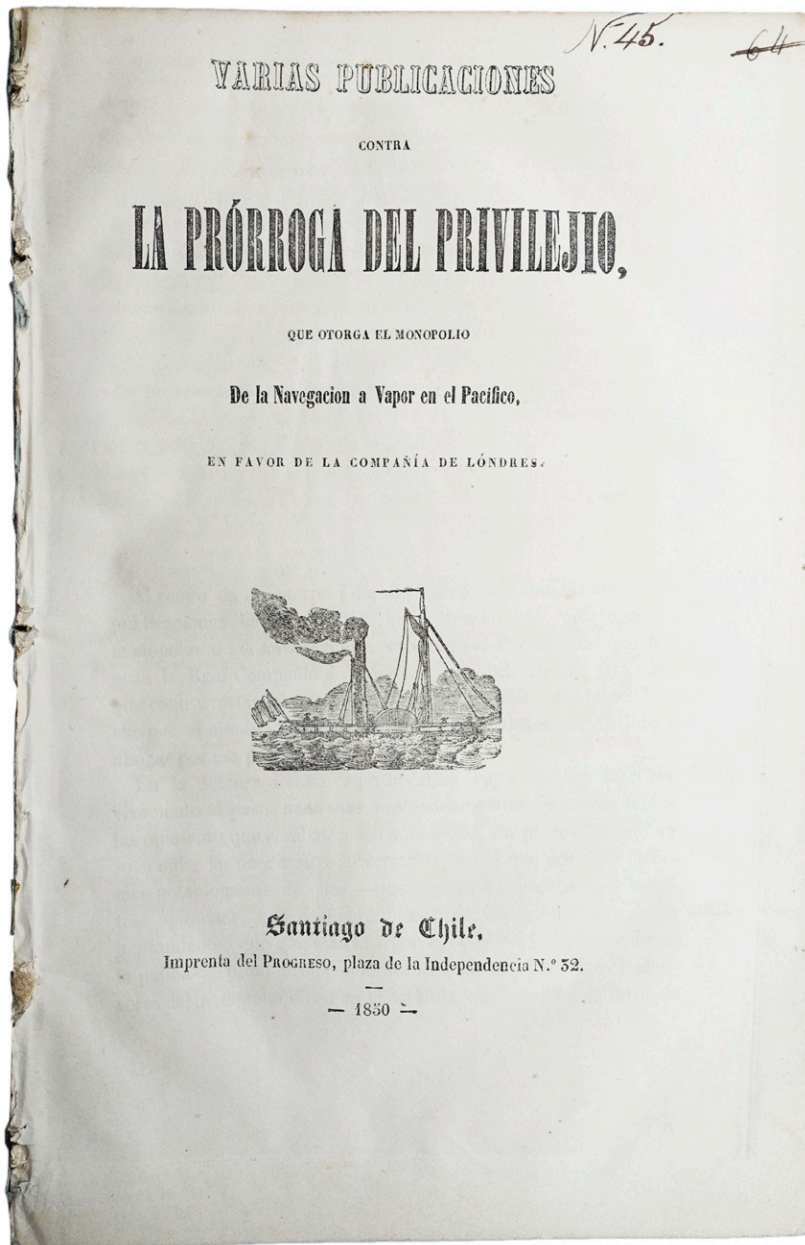 N. 45. 64
VARIAS PUBLICACIONES
CONTRA
LA PRÓRROGA DEL PRIVILEJIO,
QUE OTORGA EL MONOPOLIO
De la Navegacion a Vapor en el Pacífico,
EN FAVOR DE LA COMPAÑÍA DE LÓNDRES.
Santiago de Chile.
Imprenta del PROGRESO, plaza de la Independencia N.º 32.
— 1850 —